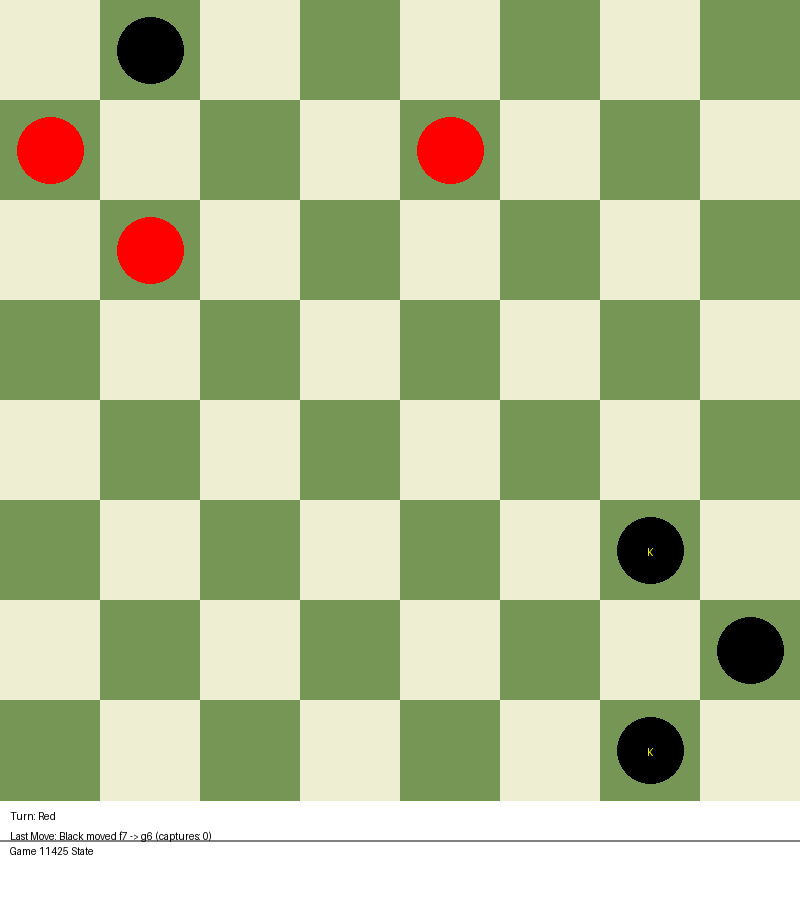 K
K
Turn: Red
Last Move: Black moved f7 -> g6 (captures: 0)
Game 11425 State